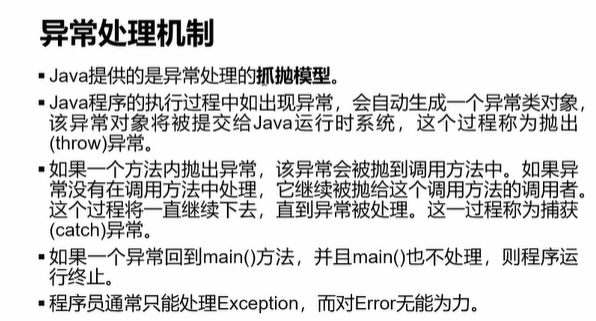 异常处理机制
▪ Java提供的是异常处理的抓抛模型。
▪ Java程序的执行过程中如出现异常，会自动生成一个异常类对象，
该异常对象将被提交给Java运行时系统，这个过程称为抛出
(throw)异常。
▪ 如果一个方法内抛出异常，该异常会被抛到调用方法中。如果异
常没有在调用方法中处理，它继续被抛给这个调用方法的调用者。
这个过程将一直继续下去，直到异常被处理。这一过程称为捕获
(catch)异常。
▪ 如果一个异常回到main()方法，并且main()也不处理，则程序运
行终止。
▪ 程序员通常只能处理Exception，而对Error无能为力。